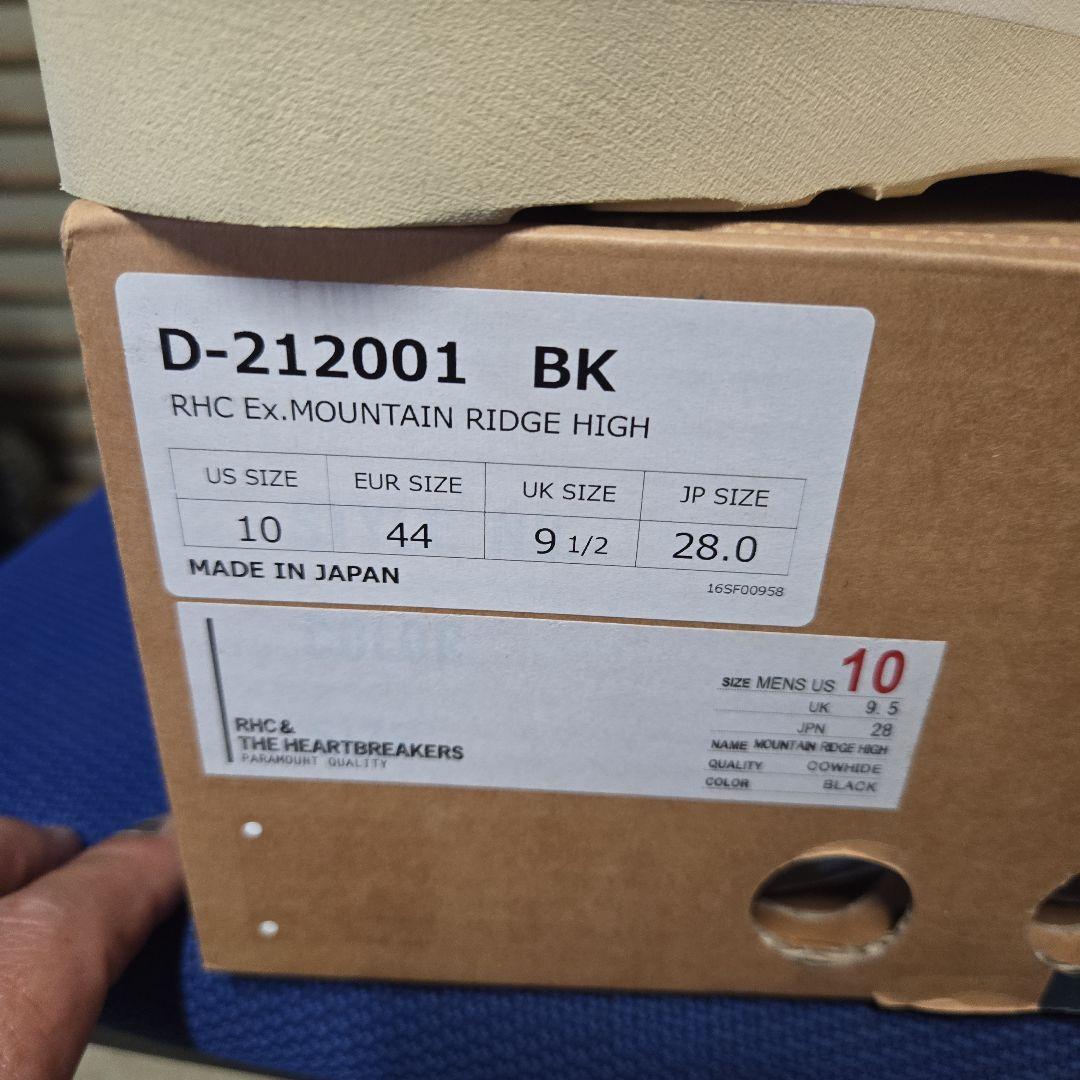 D-212001 BK
RHC Ex.MOUNTAIN RIDGE HIGH
US SIZE EUR SIZE UK SIZE JP SIZE
10 44 9 1/2 28.0
MADE IN JAPAN
16SF00958
SIZE MENS US 10
UK 9.5
JPN 28
NAME MOUNTAIN RIDGE HIGH
QUALITY COWHIDE
COLOR BLACK
RHC &
THE HEARTBREAKERS
PARAMOUNT QUALITY